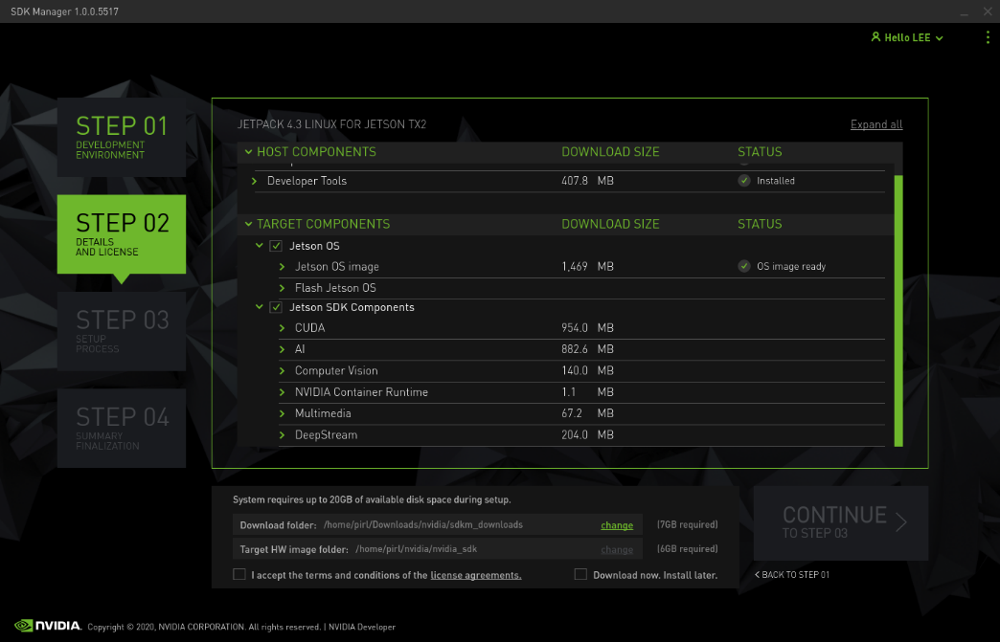 SDK Manager 1.0.0.5517
Hello LEE
STEP 01
DEVELOPMENT
ENVIRONMENT
STEP 02
DETAILS
AND LICENSE
STEP 03
SETUP
PROCESS
STEP 04
SUMMARY
FINALIZATION
JETPACK 4.3 LINUX FOR JETSON TX2 Expand all
HOST COMPONENTS DOWNLOAD SIZE STATUS
Developer Tools 407.8 MB Installed
TARGET COMPONENTS DOWNLOAD SIZE STATUS
Jetson OS
Jetson OS image 1,469 MB OS image ready
Flash Jetson OS
Jetson SDK Components
CUDA 954.0 MB
AI 882.6 MB
Computer Vision 140.0 MB
NVIDIA Container Runtime 1.1 MB
Multimedia 67.2 MB
DeepStream 204.0 MB
System requires up to 20GB of available disk space during setup.
Download folder: /home/pirl/Downloads/nvidia/sdkm_downloads change (7GB required)
Target HW image folder: /home/pirl/nvidia/nvidia_sdk change (6GB required)
I accept the terms and conditions of the license agreements. Download now. Install later.
CONTINUE
TO STEP 03
< BACK TO STEP 01
NVIDIA. Copyright © 2020, NVIDIA CORPORATION. All rights reserved. | NVIDIA Developer